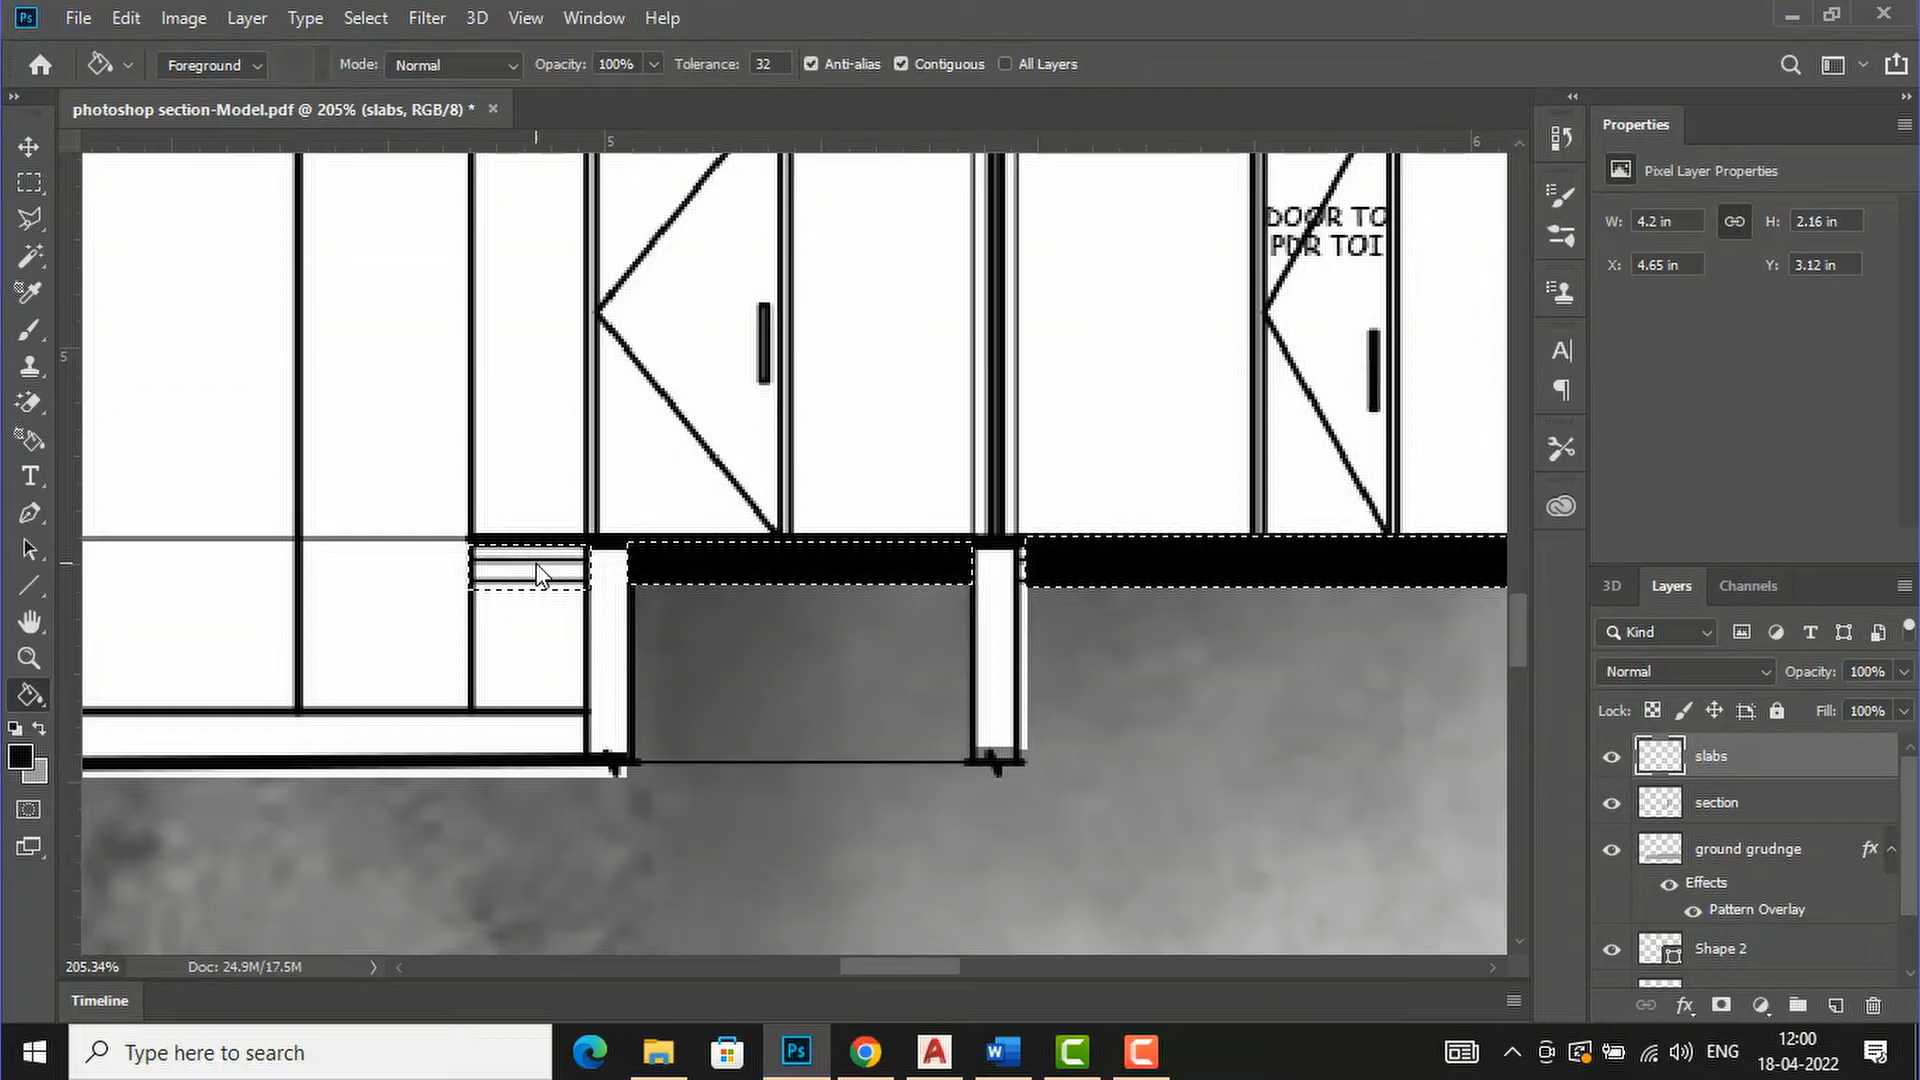 Ps File Edit Image Layer Type Select Filter 3D View Window Help
Foreground Mode: Normal Opacity: 100% Tolerance: 32 Anti-alias Contiguous All Layers
photoshop section-Model.pdf @ 205% (slabs, RGB/8) *
5 6
5
DOOR TO
PDR TOI
Properties
Pixel Layer Properties
W: 4.2 in H: 2.16 in
X: 4.65 in Y: 3.12 in
3D Layers Channels
Kind
Normal Opacity: 100%
Lock: Fill: 100%
slabs
section
ground grudnge fx
Effects
Pattern Overlay
Shape 2
205.34% Doc: 24.9M/17.5M
Timeline
Type here to search
ENG
12:00
18-04-2022